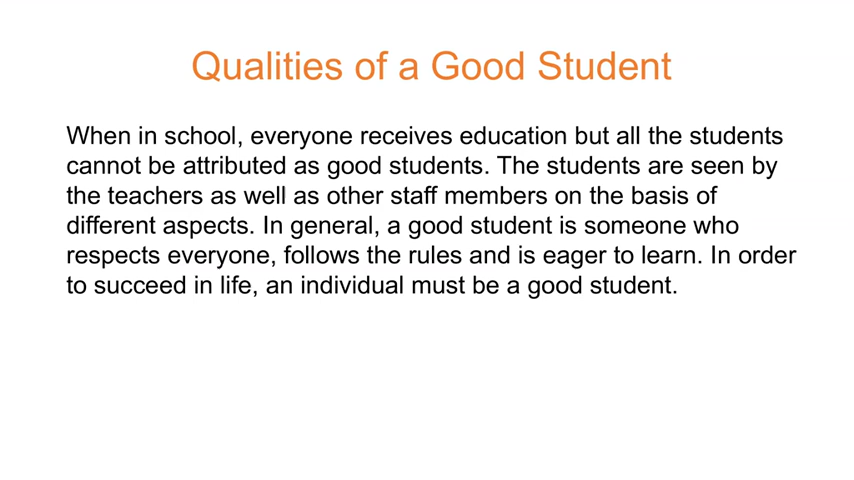 Qualities of a Good Student
When in school, everyone receives education but all the students
cannot be attributed as good students. The students are seen by
the teachers as well as other staff members on the basis of
different aspects. In general, a good student is someone who
respects everyone, follows the rules and is eager to learn. In order
to succeed in life, an individual must be a good student.